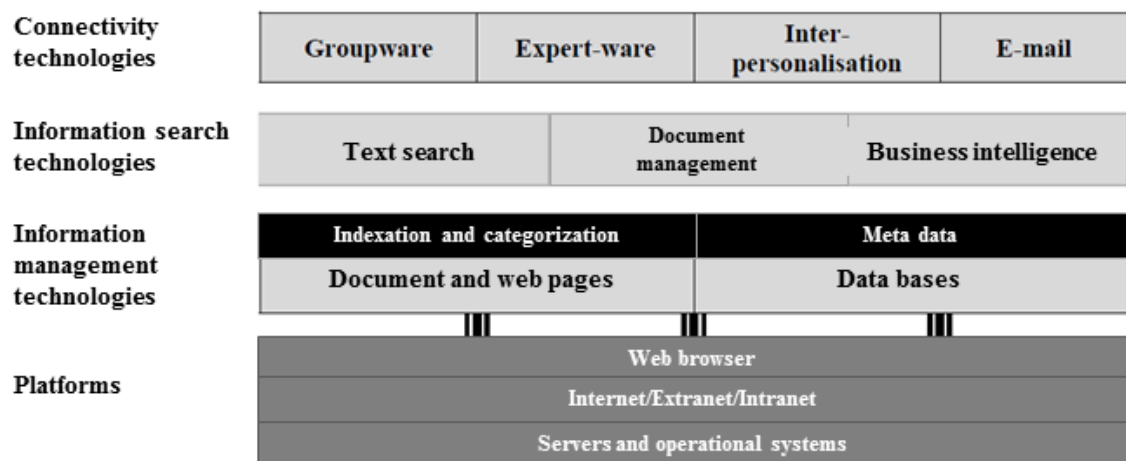 Connectivity
technologies
Groupware
Expert-ware
Inter-
personalisation
E-mail
Information search
technologies
Text search
Document
management
Business intelligence
Information
management
technologies
Indexation and categorization
Meta data
Document and web pages
Data bases
Platforms
Web browser
Internet/Extranet/Intranet
Servers and operational systems